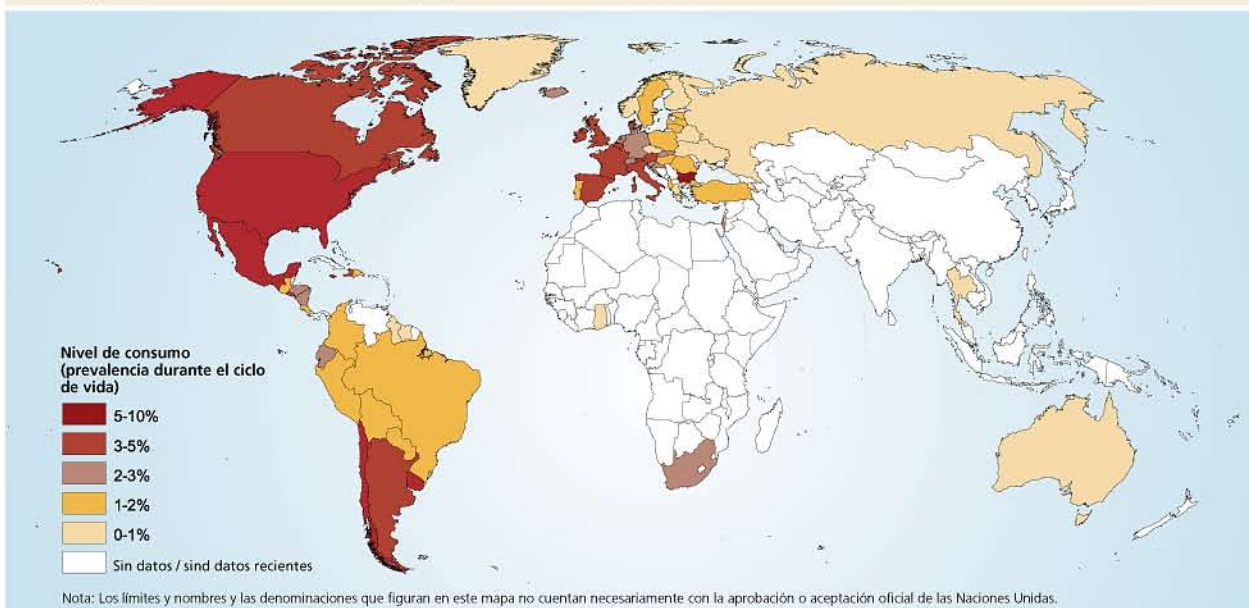 Nivel de consumo
(prevalencia durante el ciclo
de vida)
5-10%
3-5%
2-3%
1-2%
0-1%
Sin datos / sind datos recientes
Nota: Los límites y nombres y las denominaciones que figuran en este mapa no cuentan necesariamente con la aprobación o aceptación oficial de las Naciones Unidas.